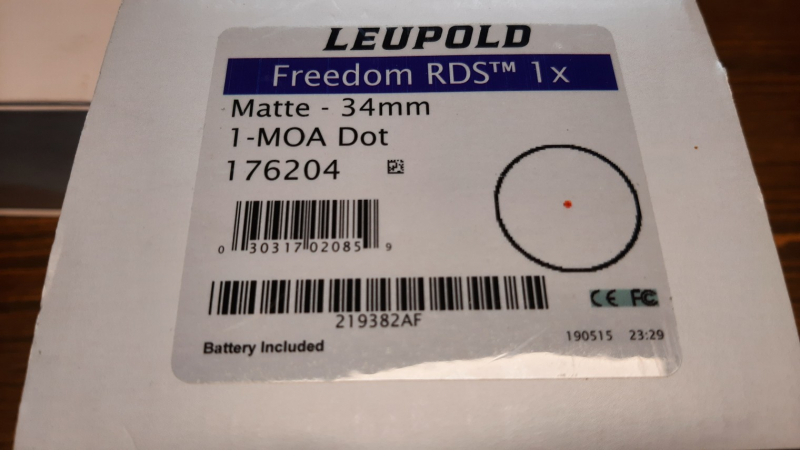 LEUPOLD
Freedom RDS™ 1x
Matte - 34mm
1-MOA Dot
176204
0 30317 02085 9
219382AF
CE FC
Battery Included
190515 23:29